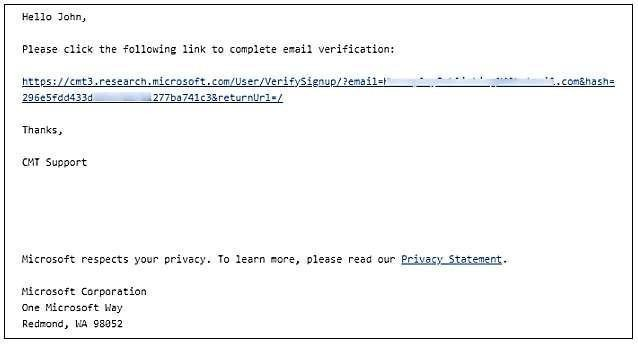 Hello John,
Please click the following link to complete email verification:
https://cmt3.research.microsoft.com/User/VerifySignup/?email= .com&hash=
296e5fdd433d 277ba741c3&returnUrl=/
Thanks,
CMT Support
Microsoft respects your privacy. To learn more, please read our Privacy Statement.
Microsoft Corporation
One Microsoft Way
Redmond, WA 98052